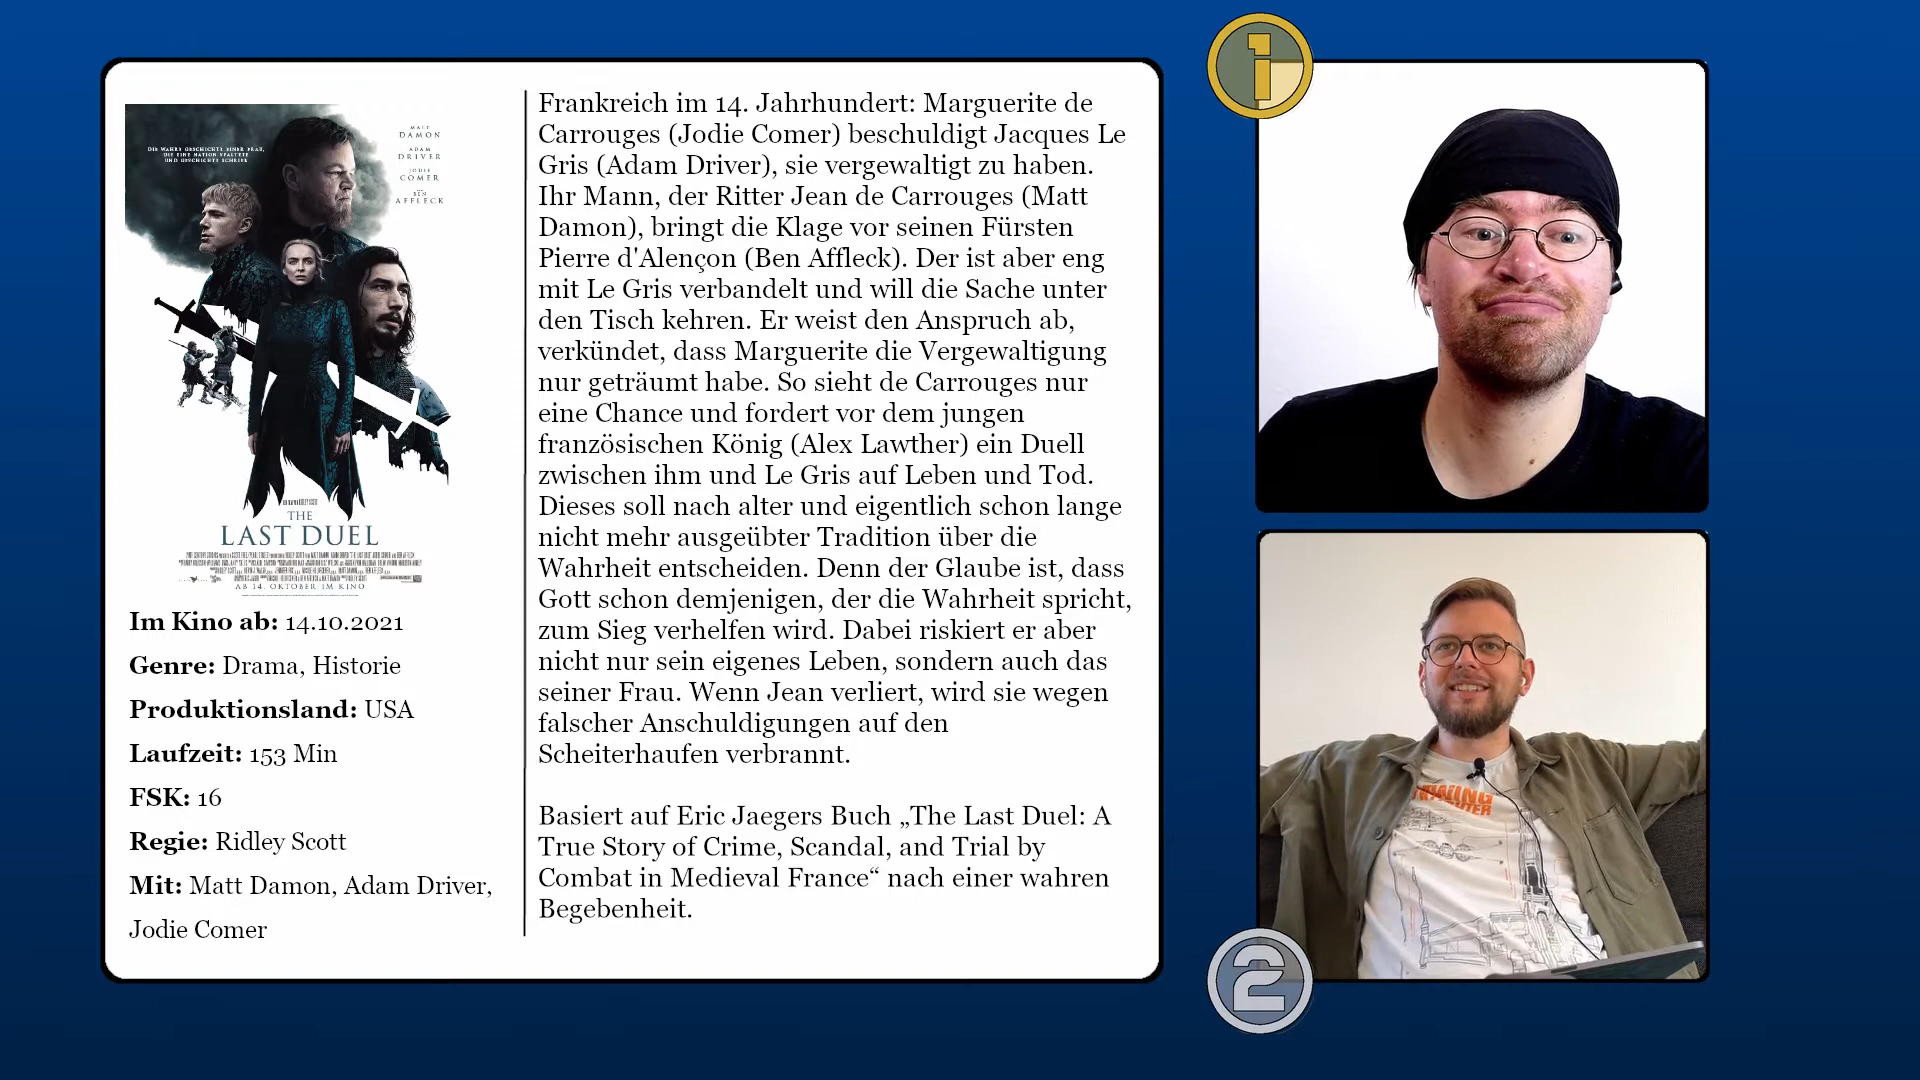 MATT
DAMON
ADAM
DRIVER
JODIE
COMER
BEN
AFFLECK
DIE WAHRE GESCHICHTE EINER FRAU,
DIE EINE NATION SPALTETE
UND GESCHICHTE SCHRIEB
THE
LAST DUEL
AB 14. OKTOBER IM KINO
Im Kino ab: 14.10.2021
Genre: Drama, Historie
Produktionsland: USA
Laufzeit: 153 Min
FSK: 16
Regie: Ridley Scott
Mit: Matt Damon, Adam Driver,
Jodie Comer
Frankreich im 14. Jahrhundert: Marguerite de
Carrouges (Jodie Comer) beschuldigt Jacques Le
Gris (Adam Driver), sie vergewaltigt zu haben.
Ihr Mann, der Ritter Jean de Carrouges (Matt
Damon), bringt die Klage vor seinen Fürsten
Pierre d'Alençon (Ben Affleck). Der ist aber eng
mit Le Gris verbandelt und will die Sache unter
den Tisch kehren. Er weist den Anspruch ab,
verkündet, dass Marguerite die Vergewaltigung
nur geträumt habe. So sieht de Carrouges nur
eine Chance und fordert vor dem jungen
französischen König (Alex Lawther) ein Duell
zwischen ihm und Le Gris auf Leben und Tod.
Dieses soll nach alter und eigentlich schon lange
nicht mehr ausgeübter Tradition über die
Wahrheit entscheiden. Denn der Glaube ist, dass
Gott schon demjenigen, der die Wahrheit spricht,
zum Sieg verhelfen wird. Dabei riskiert er aber
nicht nur sein eigenes Leben, sondern auch das
seiner Frau. Wenn Jean verliert, wird sie wegen
falscher Anschuldigungen auf den
Scheiterhaufen verbrannt.
Basiert auf Eric Jaegers Buch „The Last Duel: A
True Story of Crime, Scandal, and Trial by
Combat in Medieval France“ nach einer wahren
Begebenheit.
1
2